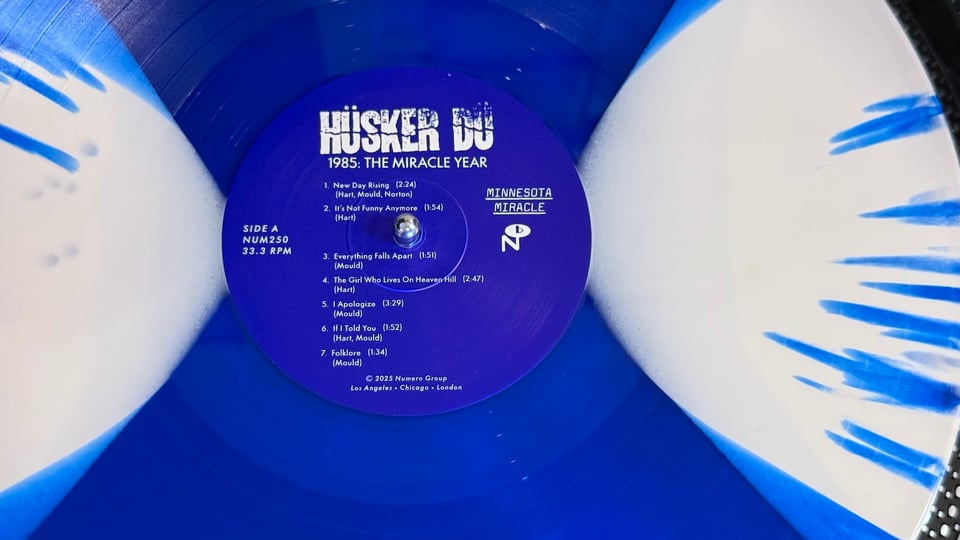 HÜSKER DÜ
1985: THE MIRACLE YEAR
1. New Day Rising (2:24)
(Hart, Mould, Norton)
2. It's Not Funny Anymore (1:54)
(Hart)
3. Everything Falls Apart (1:51)
(Mould)
4. The Girl Who Lives On Heaven Hill (2:47)
(Hart)
5. I Apologize (3:29)
(Mould)
6. If I Told You (1:52)
(Hart, Mould)
7. Folklore (1:34)
(Mould)
© 2025 Numero Group
Los Angeles • Chicago • London
SIDE A
NUM250
33.3 RPM
MINNESOTA
MIRACLE
N